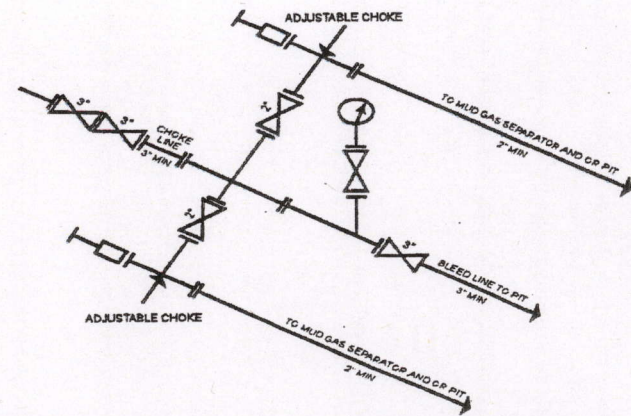 ADJUSTABLE CHOKE
TO MUD GAS SEPARATOR AND OR PIT
2" MIN
3"
3"
CHOKE
LINE
3" MIN
2"
2"
3"
BLEED LINE TO PIT
3" MIN
ADJUSTABLE CHOKE
TO MUD GAS SEPARATOR AND OR PIT
2" MIN